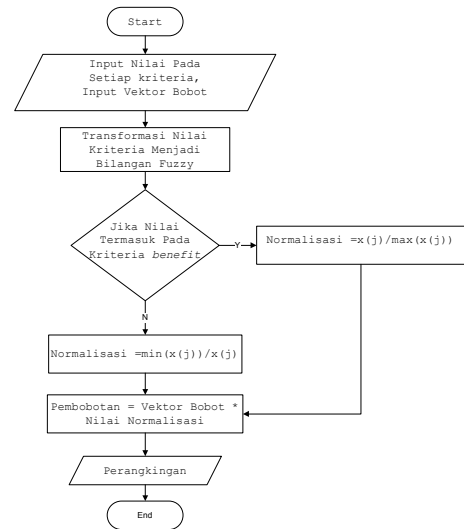 Start
Input Nilai Pada
Setiap kriteria,
Input Vektor Bobot
Transformasi Nilai
Kriteria Menjadi
Bilangan Fuzzy
Jika Nilai
Termasuk Pada
Kriteria benefit
Y
Normalisasi =x(j)/max(x(j))
N
Normalisasi =min(x(j))/x(j)
Pembobotan = Vektor Bobot *
Nilai Normalisasi
Perangkingan
End